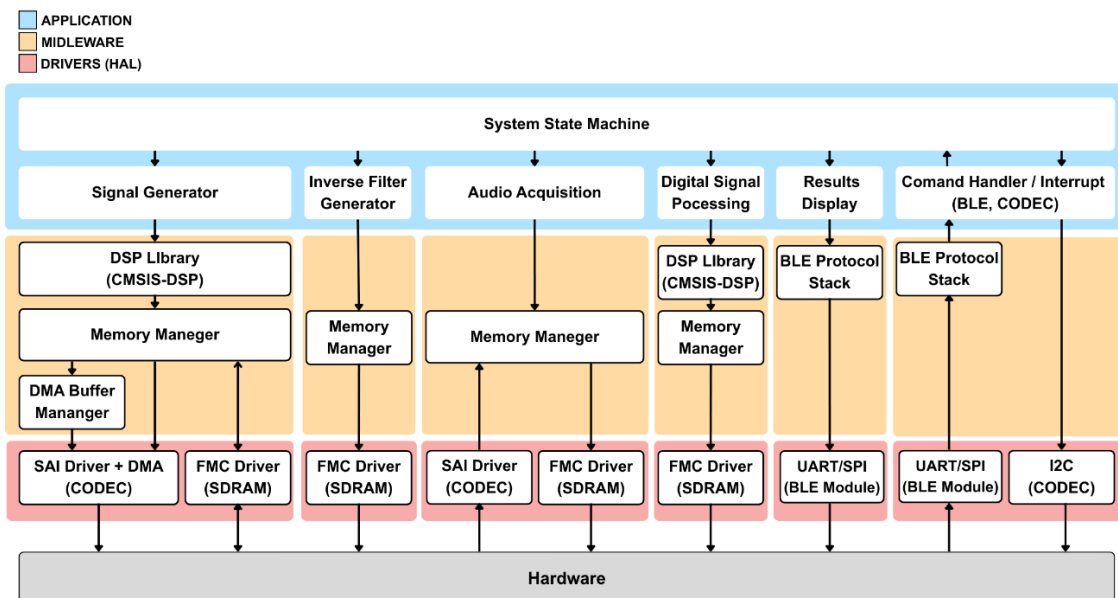 APPLICATION
MIDLEWARE
DRIVERS (HAL)
System State Machine
Signal Generator
Inverse Filter
Generator
Audio Acquisition
Digital Signal
Pocessing
Results
Display
Comand Handler / Interrupt
(BLE, CODEC)
DSP LIbrary
(CMSIS-DSP)
DSP LIbrary
(CMSIS-DSP)
BLE Protocol
Stack
BLE Protocol
Stack
Memory Maneger
Memory
Manager
Memory Maneger
Memory
Manager
DMA Buffer
Mananger
SAI Driver + DMA
(CODEC)
FMC Driver
(SDRAM)
FMC Driver
(SDRAM)
SAI Driver
(CODEC)
FMC Driver
(SDRAM)
FMC Driver
(SDRAM)
UART/SPI
(BLE Module)
UART/SPI
(BLE Module)
I2C
(CODEC)
Hardware